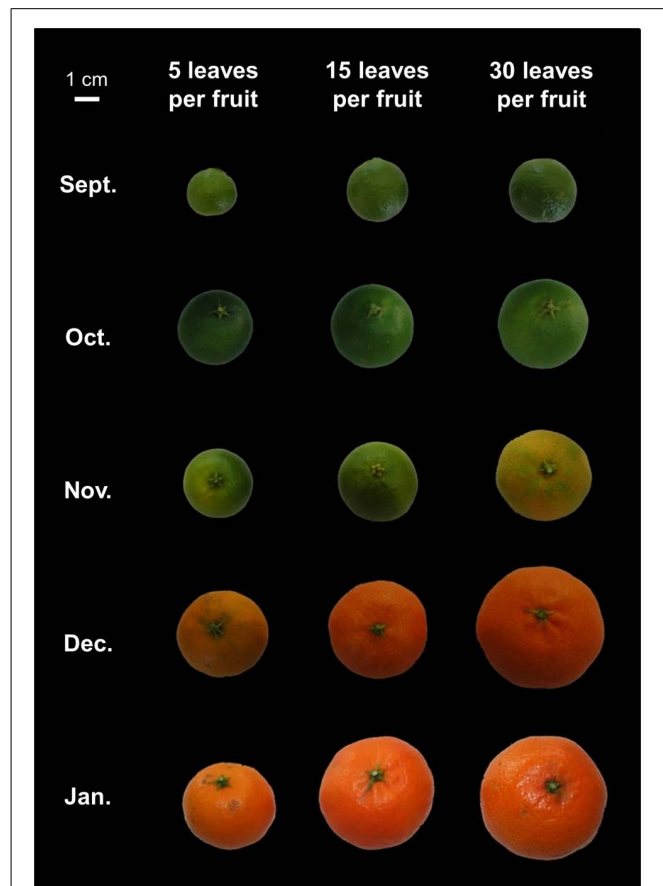 1 cm
5 leaves per fruit
15 leaves per fruit
30 leaves per fruit
Sept.
Oct.
Nov.
Dec.
Jan.